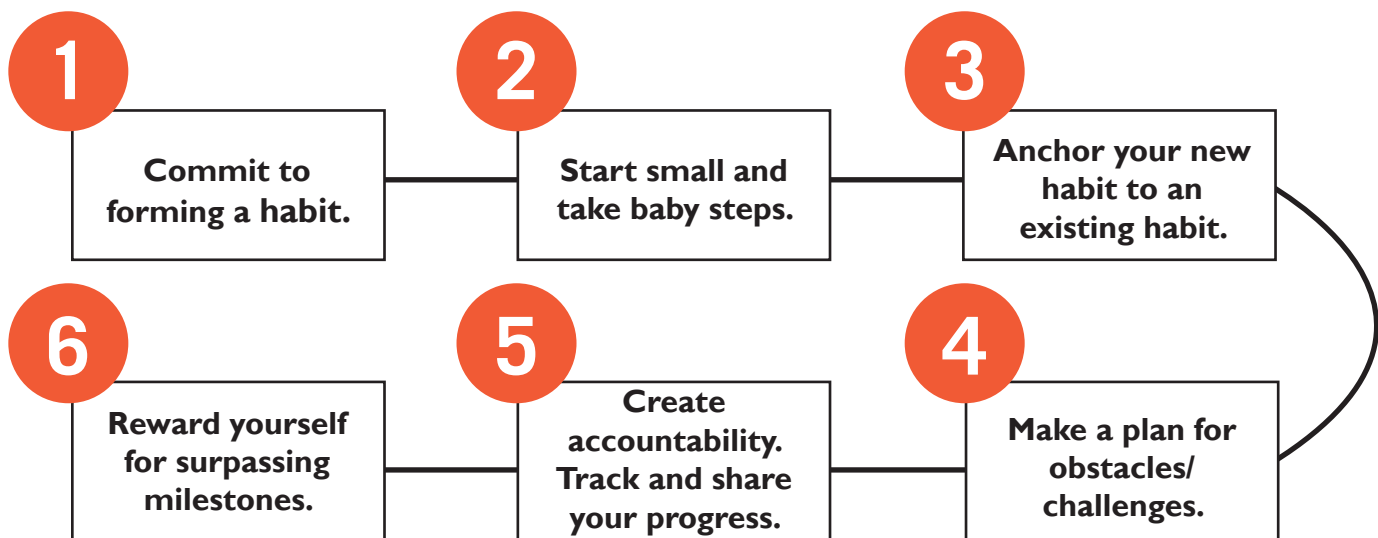 1
Commit to
forming a habit.
2
Start small and
take baby steps.
3
Anchor your new
habit to an
existing habit.
4
Make a plan for
obstacles/
challenges.
5
Create
accountability.
Track and share
your progress.
6
Reward yourself
for surpassing
milestones.